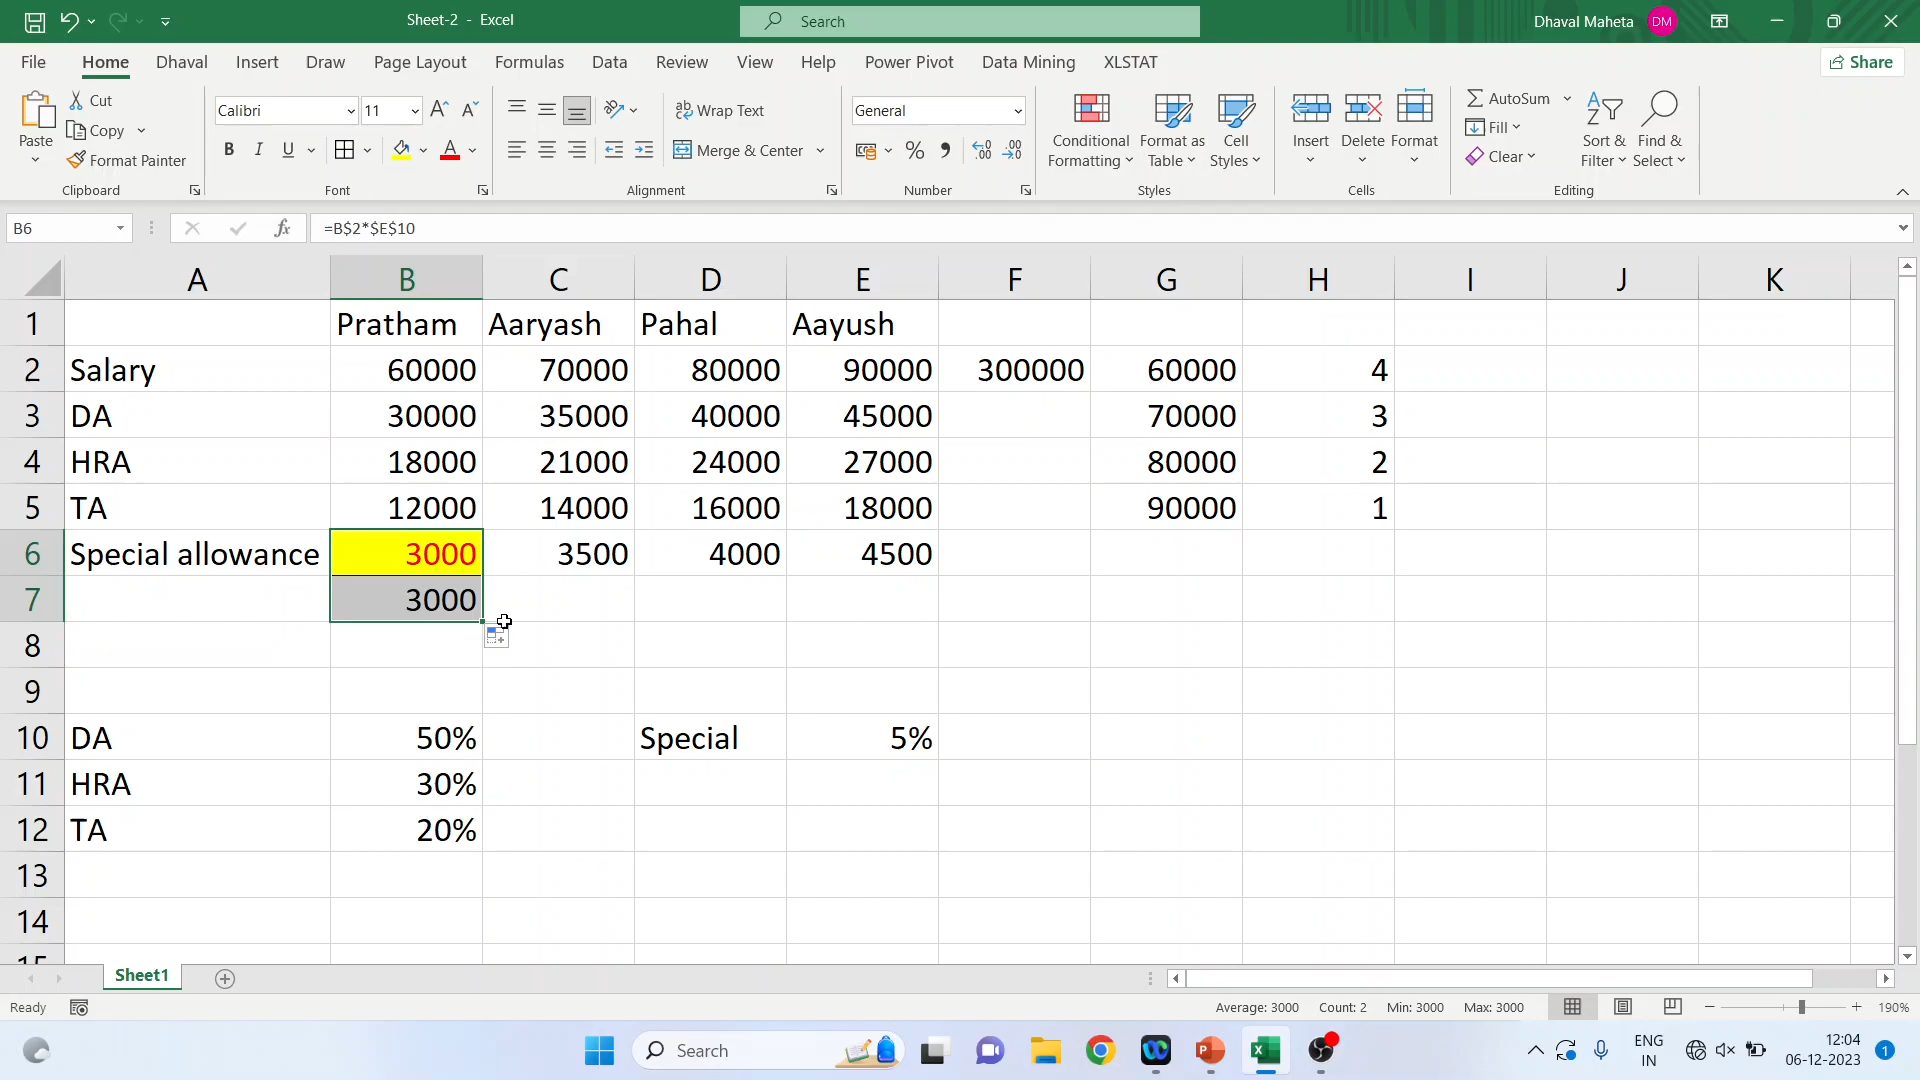 Sheet-2 - Excel
Search
Dhaval Maheta
DM
File Home Dhaval Insert Draw Page Layout Formulas Data Review View Help Power Pivot Data Mining XLSTAT
Share
Paste
Cut
Copy
Format Painter
Clipboard
Calibri 11
B I U
Font
Wrap Text
Merge & Center
Alignment
General
Number
Conditional Formatting
Format as Table
Cell Styles
Styles
Insert
Delete
Format
Cells
AutoSum
Fill
Clear
Sort & Filter
Find & Select
Editing
B6
fx
=B$2*$E$10
A B C D E F G H I J K
1 Pratham Aaryash Pahal Aayush
2 Salary 60000 70000 80000 90000 300000 60000 4
3 DA 30000 35000 40000 45000 70000 3
4 HRA 18000 21000 24000 27000 80000 2
5 TA 12000 14000 16000 18000 90000 1
6 Special allowance 3000 3500 4000 4500
7 3000
8
9
10 DA 50% Special 5%
11 HRA 30%
12 TA 20%
13
14
15
Sheet1
Ready
Average: 3000 Count: 2 Min: 3000 Max: 3000
190%
Search
ENG
IN
12:04
06-12-2023
1